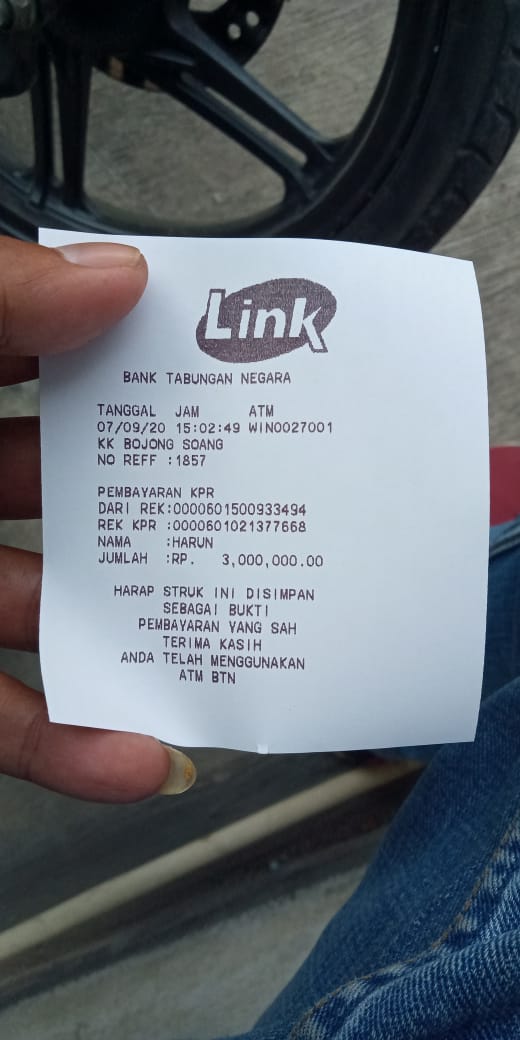 Link
BANK TABUNGAN NEGARA
TANGGAL JAM ATM
07/09/20 15:02:49 WIN0027001
KK BOJONG SOANG
NO REFF :1857
PEMBAYARAN KPR
DARI REK:0000601500933494
REK KPR :0000601021377668
NAMA :HARUN
JUMLAH :RP. 3,000,000.00
HARAP STRUK INI DISIMPAN
SEBAGAI BUKTI
PEMBAYARAN YANG SAH
TERIMA KASIH
ANDA TELAH MENGGUNAKAN
ATM BTN